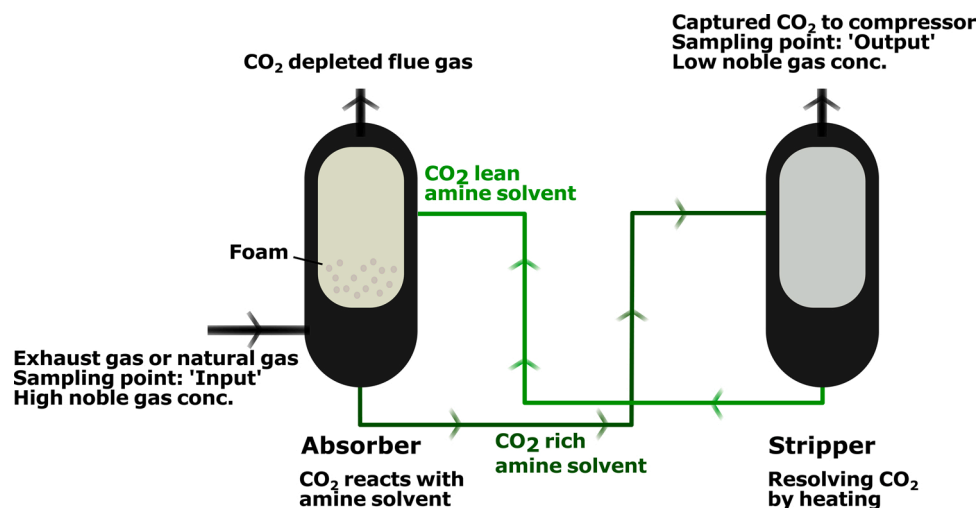 Captured CO₂ to compressor
Sampling point: 'Output'
Low noble gas conc.
CO₂ depleted flue gas
CO₂ lean
amine solvent
Foam
Exhaust gas or natural gas
Sampling point: 'Input'
High noble gas conc.
Absorber
CO₂ reacts with
amine solvent
CO₂ rich
amine solvent
Stripper
Resolving CO₂
by heating